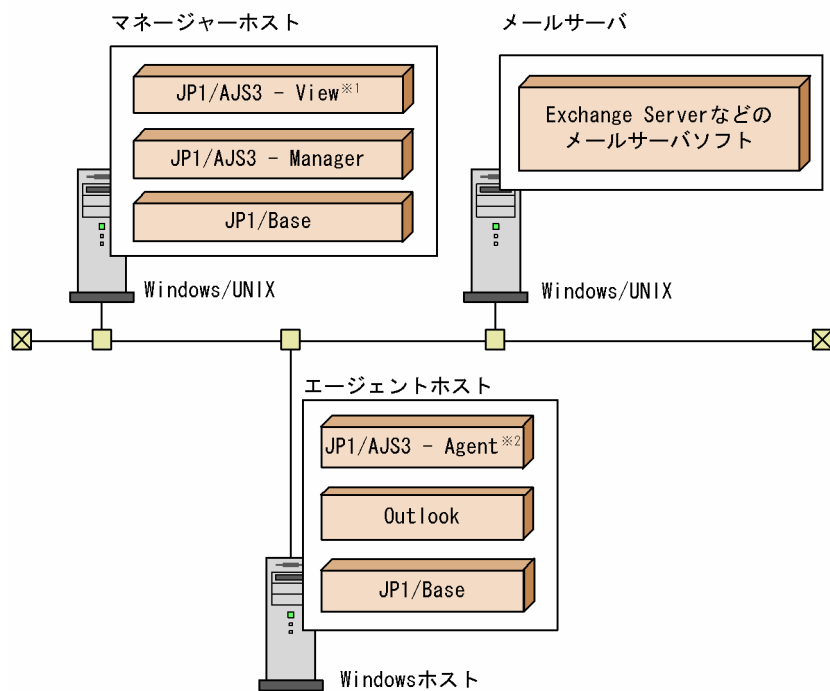 マネージャーホスト
JP1/AJS3 - View※1
JP1/AJS3 - Manager
JP1/Base
Windows/UNIX
メールサーバ
Exchange Serverなどの
メールサーバソフト
Windows/UNIX
エージェントホスト
JP1/AJS3 - Agent※2
Outlook
JP1/Base
Windowsホスト